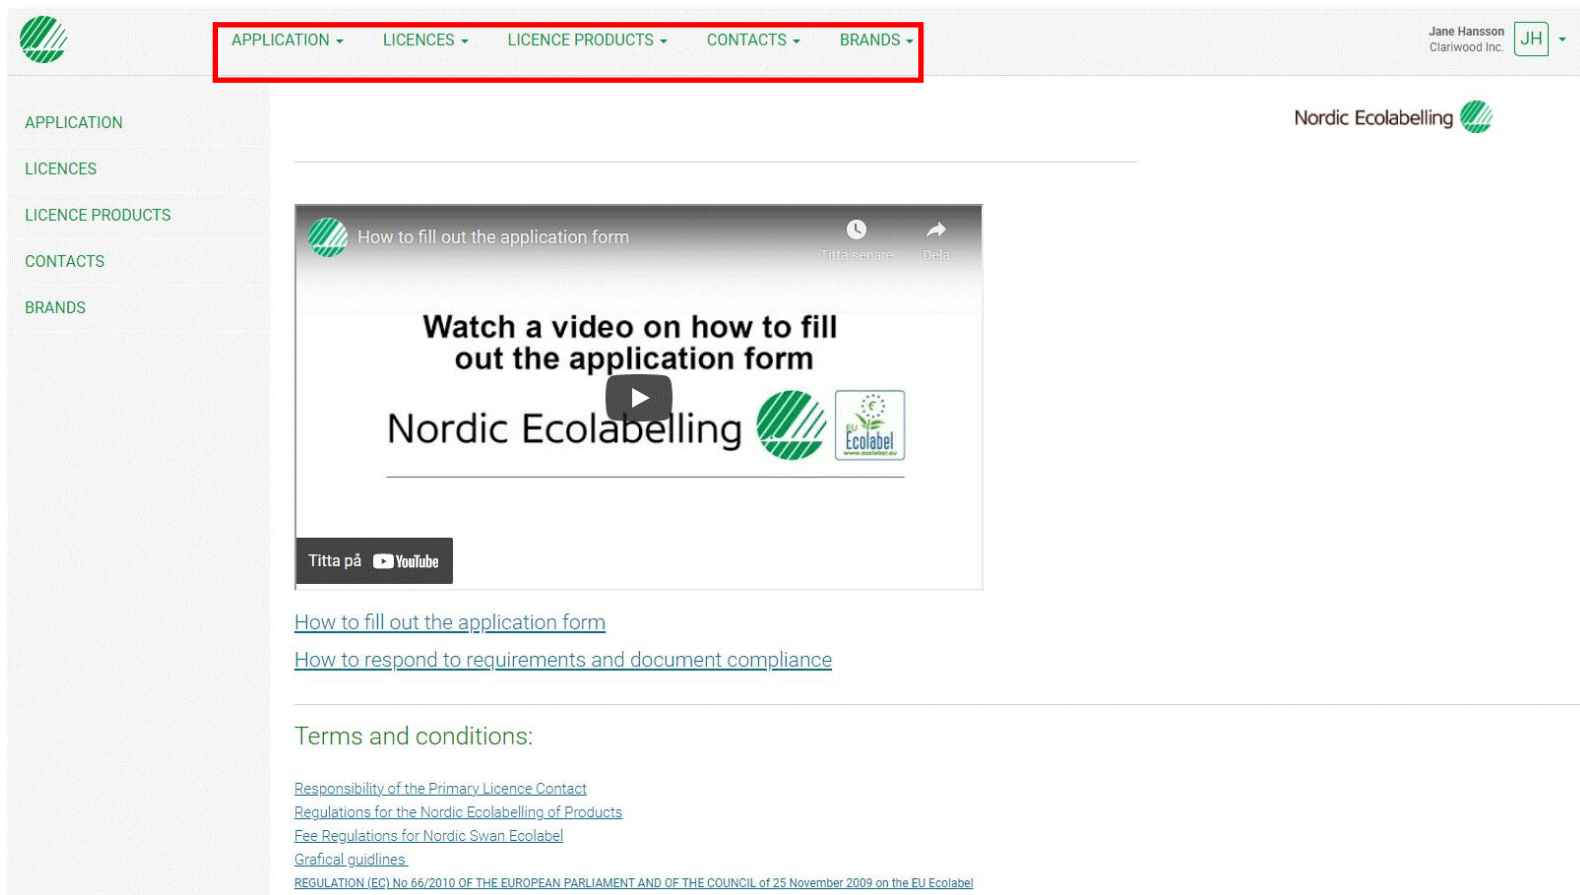 APPLICATION LICENCES LICENCE PRODUCTS CONTACTS BRANDS
Jane Hansson
Clariwood Inc.
JH
APPLICATION
LICENCES
LICENCE PRODUCTS
CONTACTS
BRANDS
Nordic Ecolabelling
How to fill out the application form
Titta senare
Dela
Watch a video on how to fill
out the application form
Nordic Ecolabelling
EU
Ecolabel
www.ecolabel.eu
Titta på YouTube
How to fill out the application form
How to respond to requirements and document compliance
Terms and conditions:
Responsibility of the Primary Licence Contact
Regulations for the Nordic Ecolabelling of Products
Fee Regulations for Nordic Swan Ecolabel
Grafical guidlines
REGULATION (EC) No 66/2010 OF THE EUROPEAN PARLIAMENT AND OF THE COUNCIL of 25 November 2009 on the EU Ecolabel